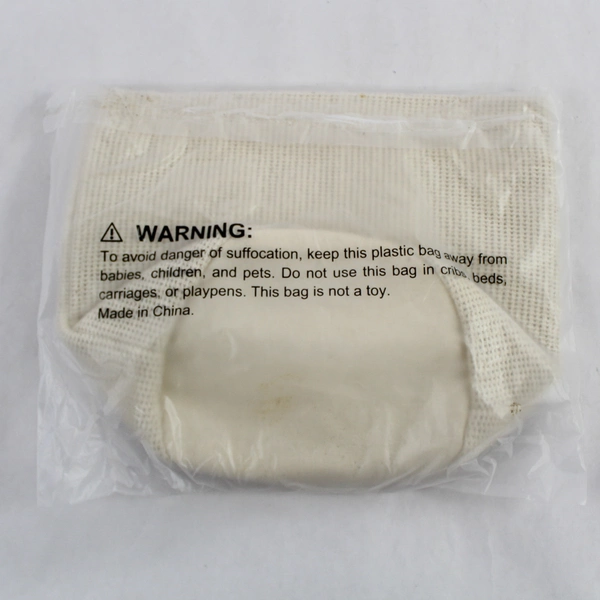 ⚠ WARNING:
To avoid danger of suffocation, keep this plastic bag away from
babies, children, and pets. Do not use this bag in cribs, beds,
carriages, or playpens. This bag is not a toy.
Made in China.